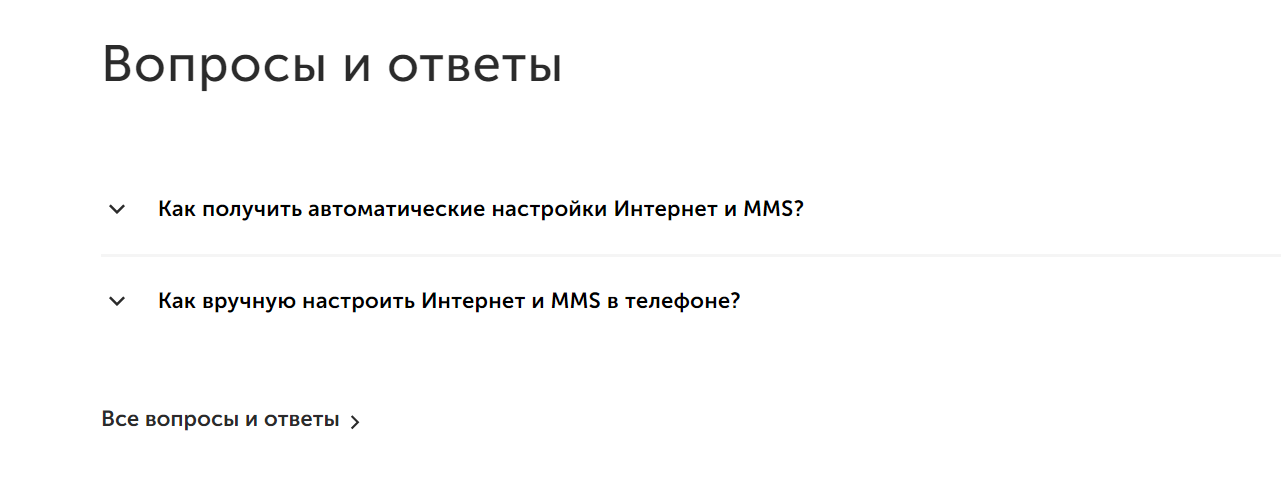 Вопросы и ответы
Как получить автоматические настройки Интернет и MMS?
Как вручную настроить Интернет и MMS в телефоне?
Все вопросы и ответы